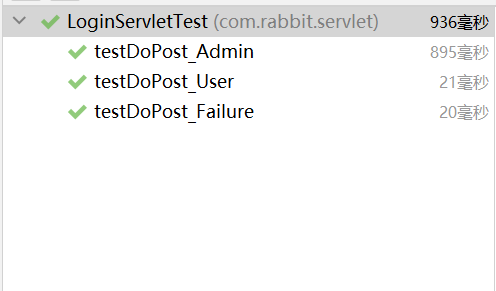 LoginServletTest (com.rabbit.servlet) 936毫秒
testDoPost_Admin 895毫秒
testDoPost_User 21毫秒
testDoPost_Failure 20毫秒